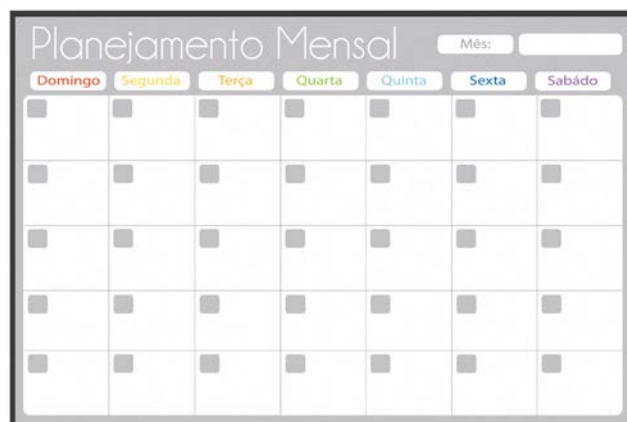 Planejamento Mensal Mês:
Domingo Segunda Terça Quarta Quinta Sexta Sabádo